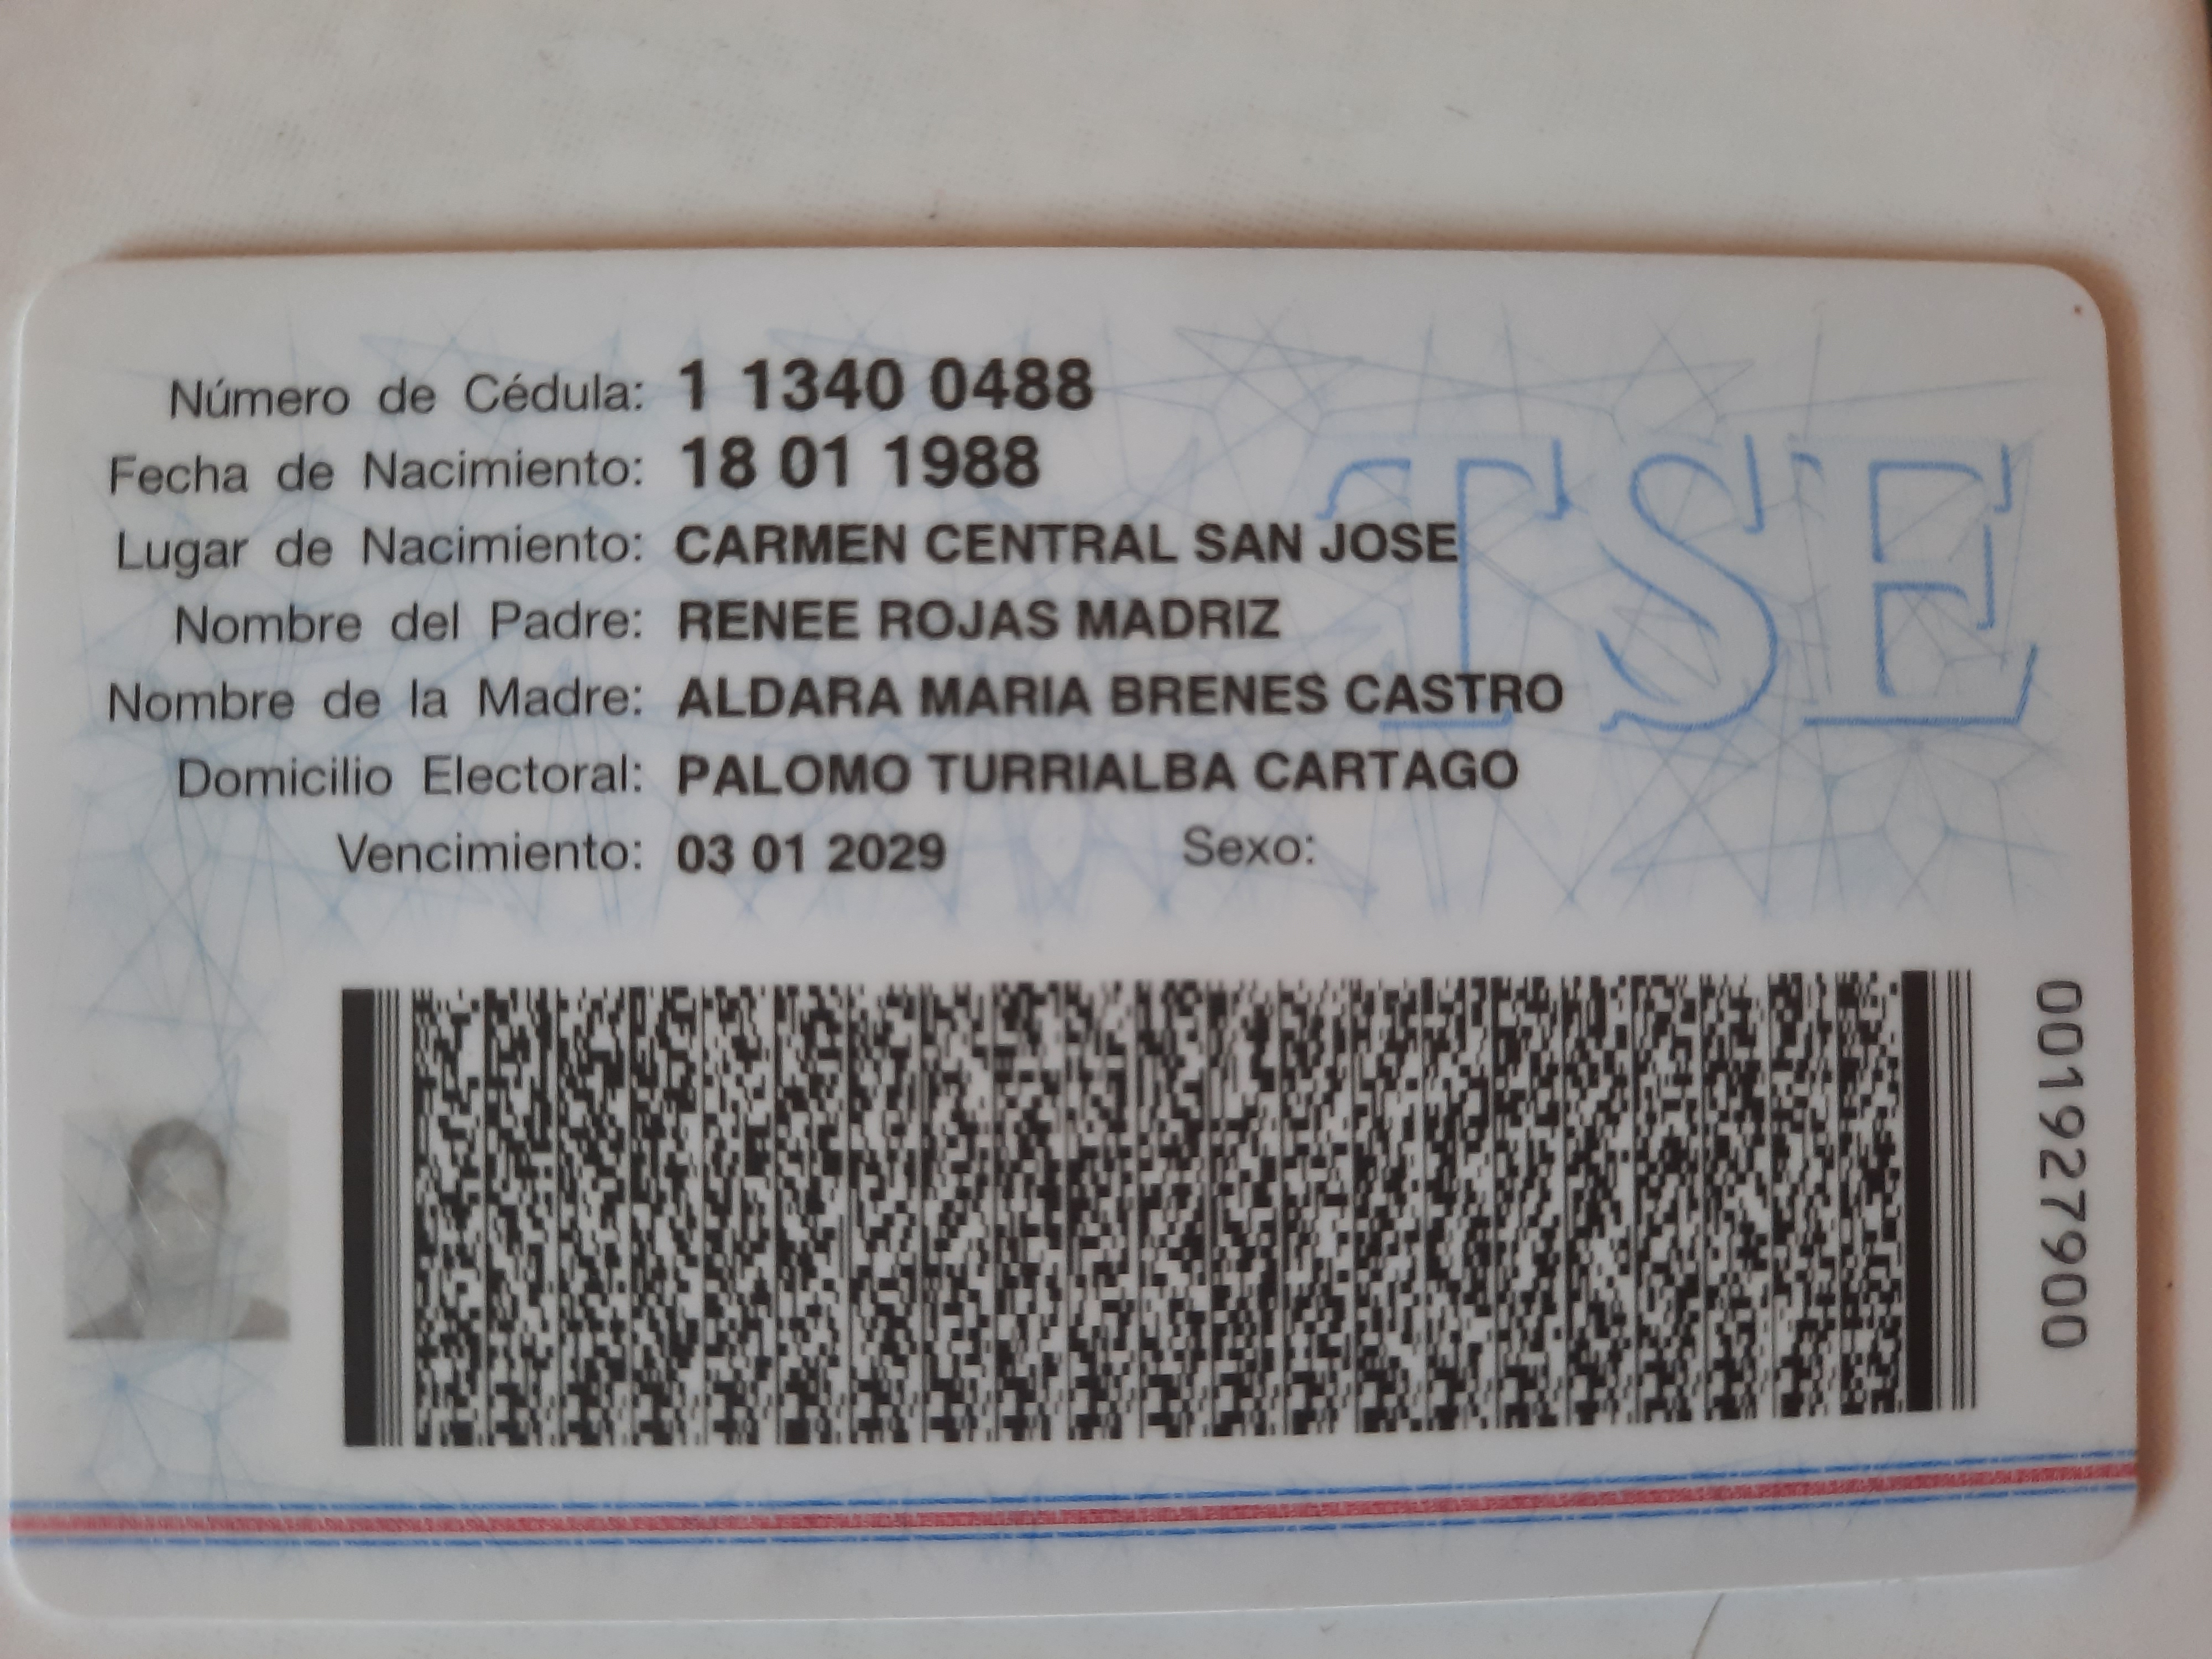 Número de Cédula: 1 1340 0488
Fecha de Nacimiento: 18 01 1988
Lugar de Nacimiento: CARMEN CENTRAL SAN JOSE
Nombre del Padre: RENEE ROJAS MADRIZ
Nombre de la Madre: ALDARA MARIA BRENES CASTRO
Domicilio Electoral: PALOMO TURRIALBA CARTAGO
Vencimiento: 03 01 2029 Sexo:
TSE
001927900